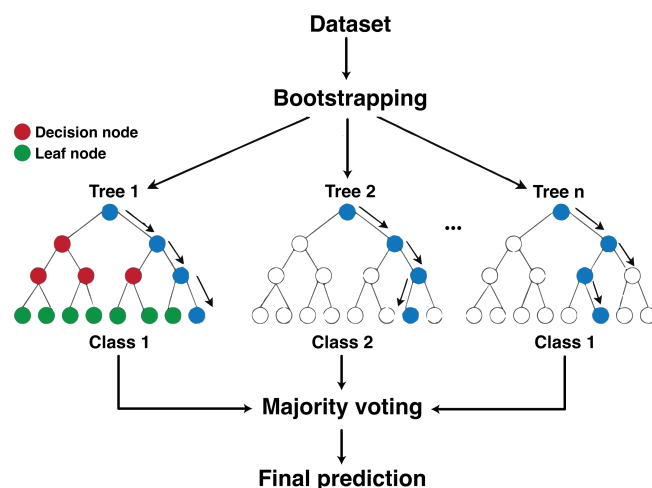 Dataset
Bootstrapping
Decision node
Leaf node
Tree 1
Tree 2
Tree n
...
Class 1
Class 2
Class 1
Majority voting
Final prediction